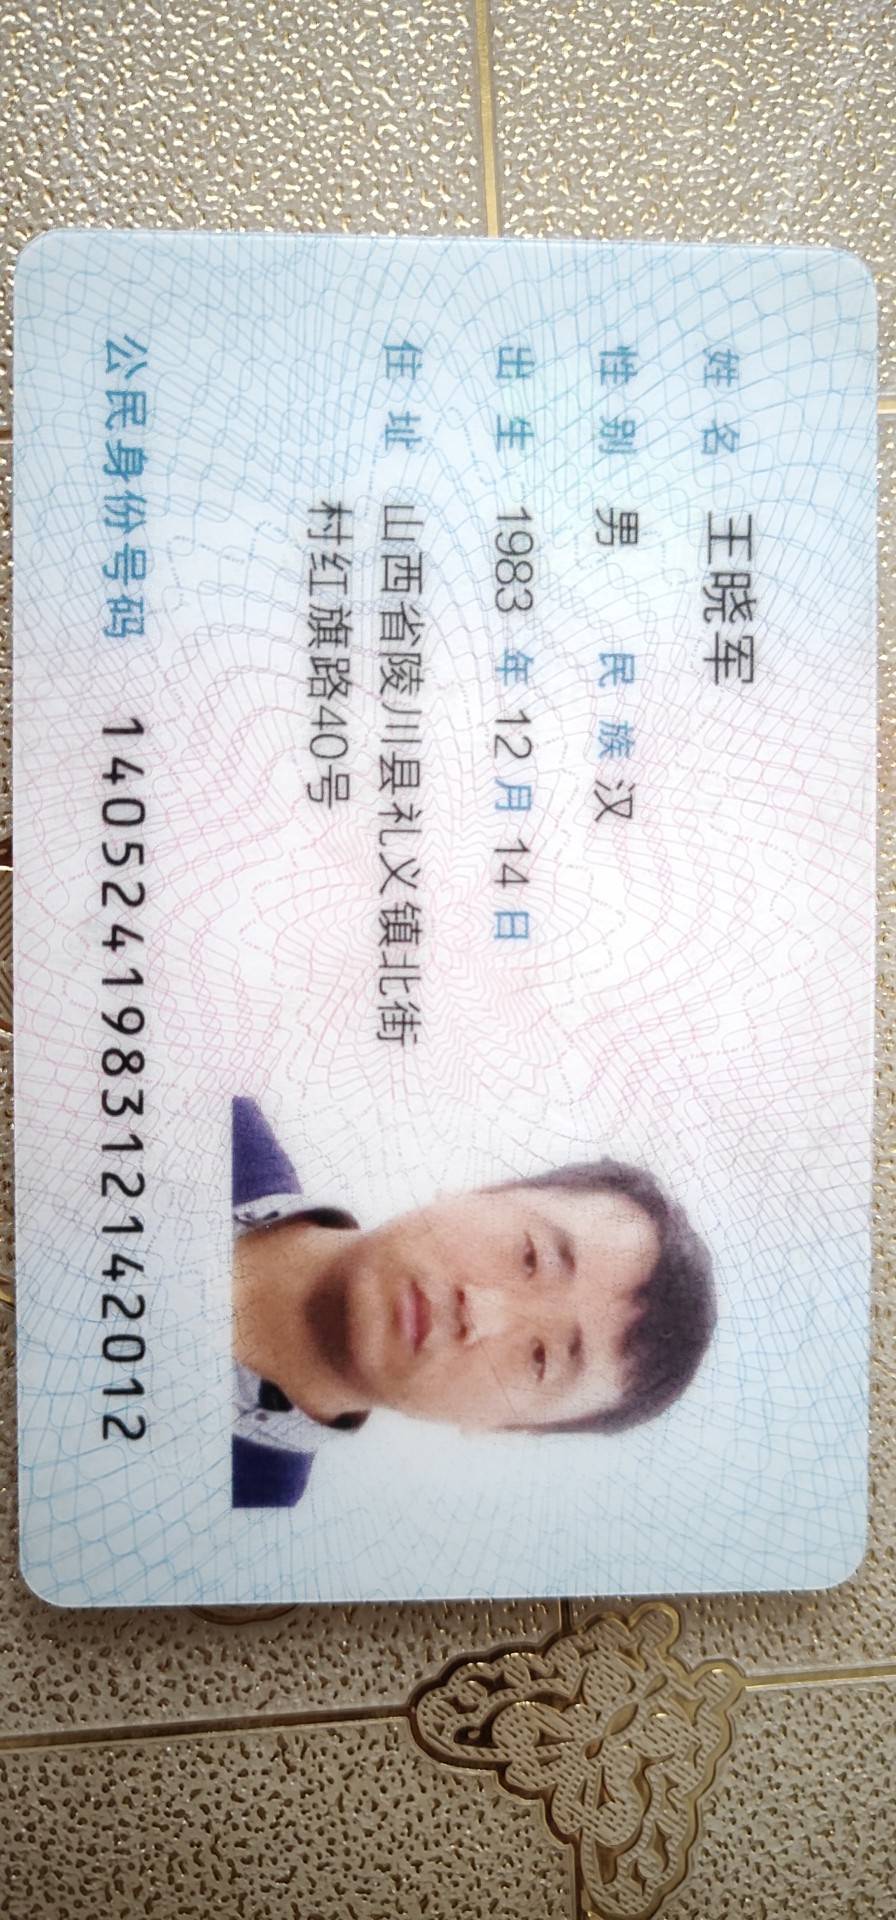 姓名 王晓军
性别 男 民族 汉
出生 1983 年 12 月 14 日
住址 山西省陵川县礼义镇北街
村红旗路40号
公民身份号码 140524198312142012